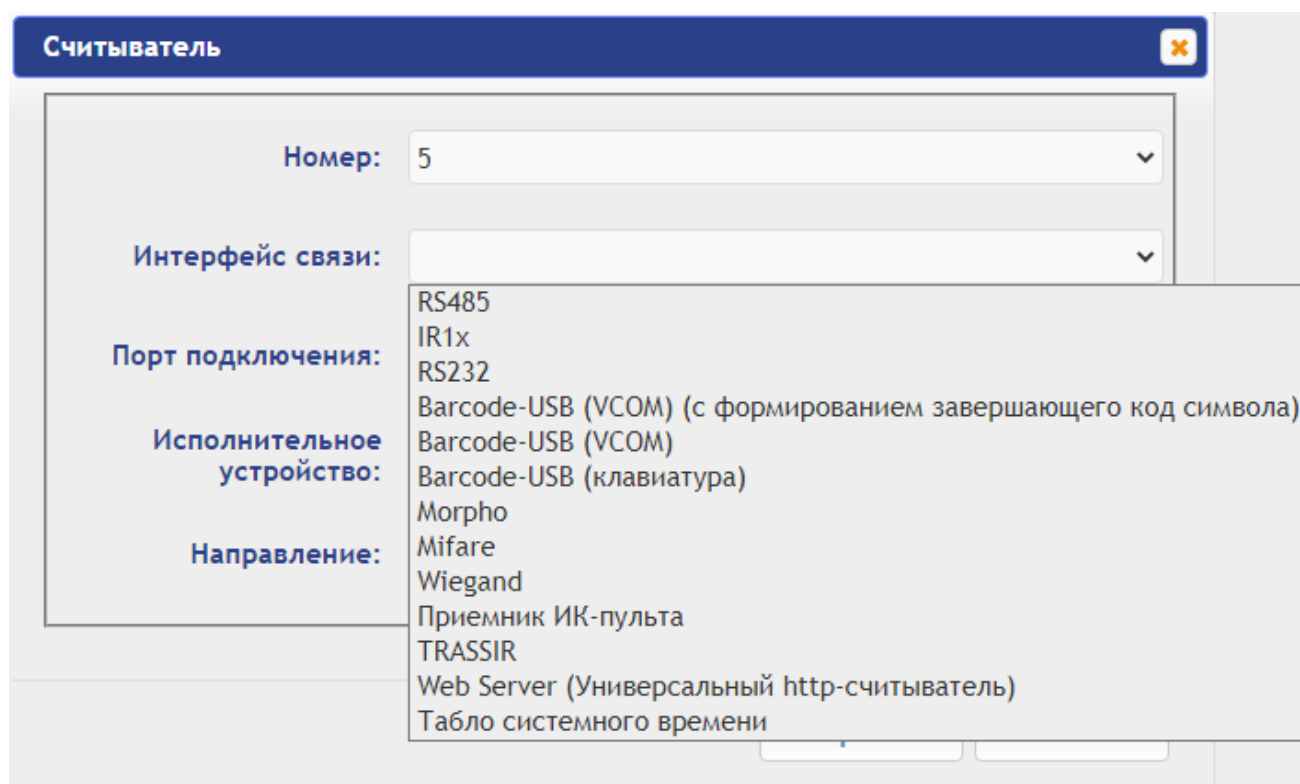 Считыватель
Номер:
5
Интерфейс связи:
RS485
IR1x
Порт подключения:
RS232
Barcode-USB (VCOM) (с формированием завершающего код символа)
Исполнительное
устройство:
Barcode-USB (VCOM)
Barcode-USB (клавиатура)
Morpho
Направление:
Mifare
Wiegand
Приемник ИК-пульта
TRASSIR
Web Server (Универсальный http-считыватель)
Табло системного времени